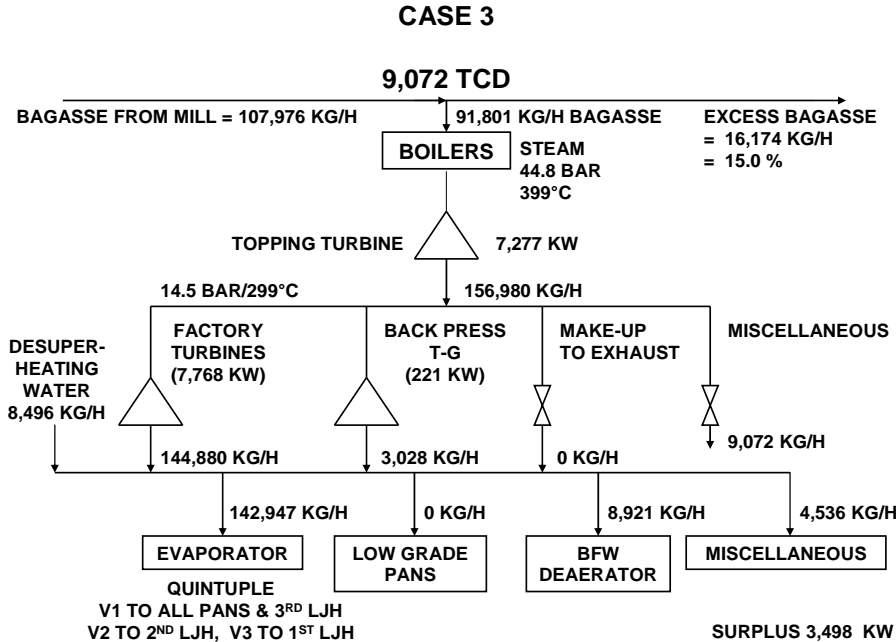 CASE 3
9,072 TCD
BAGASSE FROM MILL = 107,976 KG/H
91,801 KG/H BAGASSE
EXCESS BAGASSE
= 16,174 KG/H
= 15.0 %
BOILERS
STEAM
44.8 BAR
399°C
TOPPING TURBINE
7,277 KW
14.5 BAR/299°C
156,980 KG/H
DESUPER-
HEATING
WATER
8,496 KG/H
FACTORY
TURBINES
(7,768 KW)
BACK PRESS
T-G
(221 KW)
MAKE-UP
TO EXHAUST
MISCELLANEOUS
9,072 KG/H
144,880 KG/H
3,028 KG/H
0 KG/H
142,947 KG/H
0 KG/H
8,921 KG/H
4,536 KG/H
EVAPORATOR
LOW GRADE
PANS
BFW
DEAERATOR
MISCELLANEOUS
QUINTUPLE
V1 TO ALL PANS & 3RD LJH
V2 TO 2ND LJH, V3 TO 1ST LJH
SURPLUS 3,498 KW